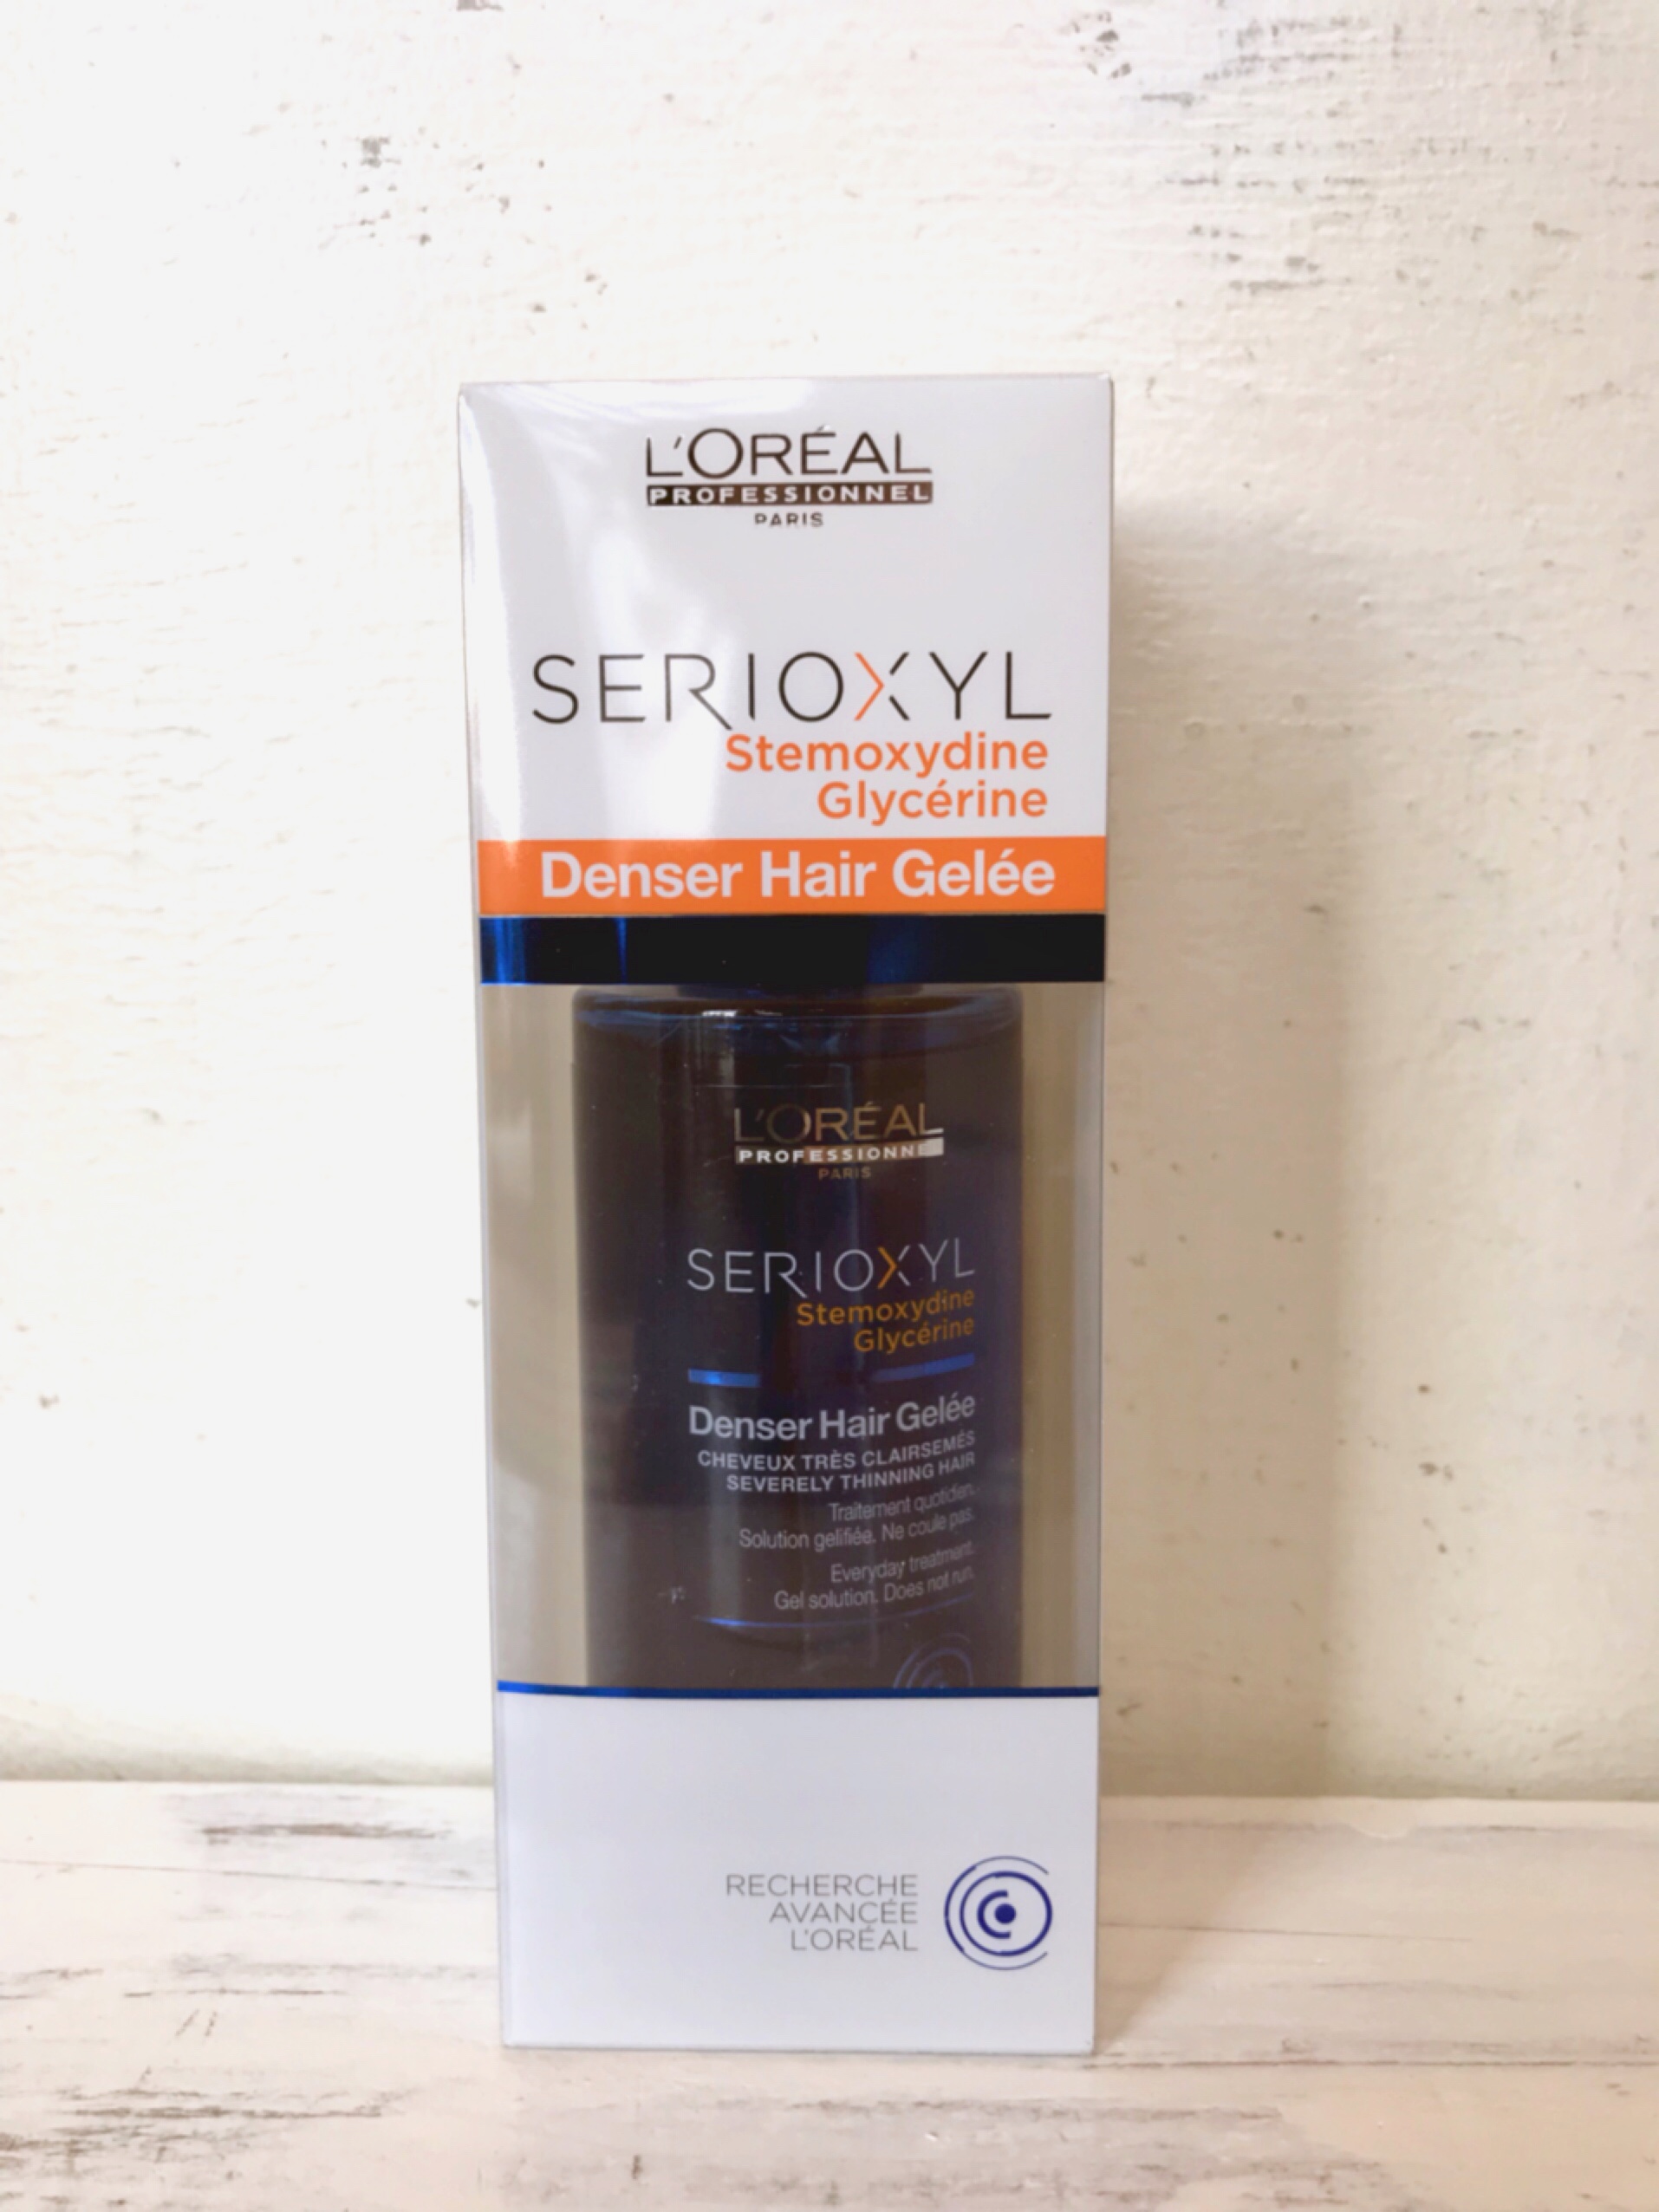 L'ORÉAL
PROFESSIONNEL
PARIS
SERIOXYL
Stemoxydine
Glycérine
Denser Hair Gelée
L'ORÉAL
PROFESSIONNE
PARIS
SERIOXYL
Stemoxydine
Glycérine
Denser Hair Gelée
CHEVEUX TRÈS CLAIRSEMÉS
SEVERELY THINNING HAIR
Traitement quotidien.
Solution gelifiée. Ne coule pas.
Everyday treatment.
Gel solution. Does not run.
RECHERCHE
AVANCÉE
L'ORÉAL